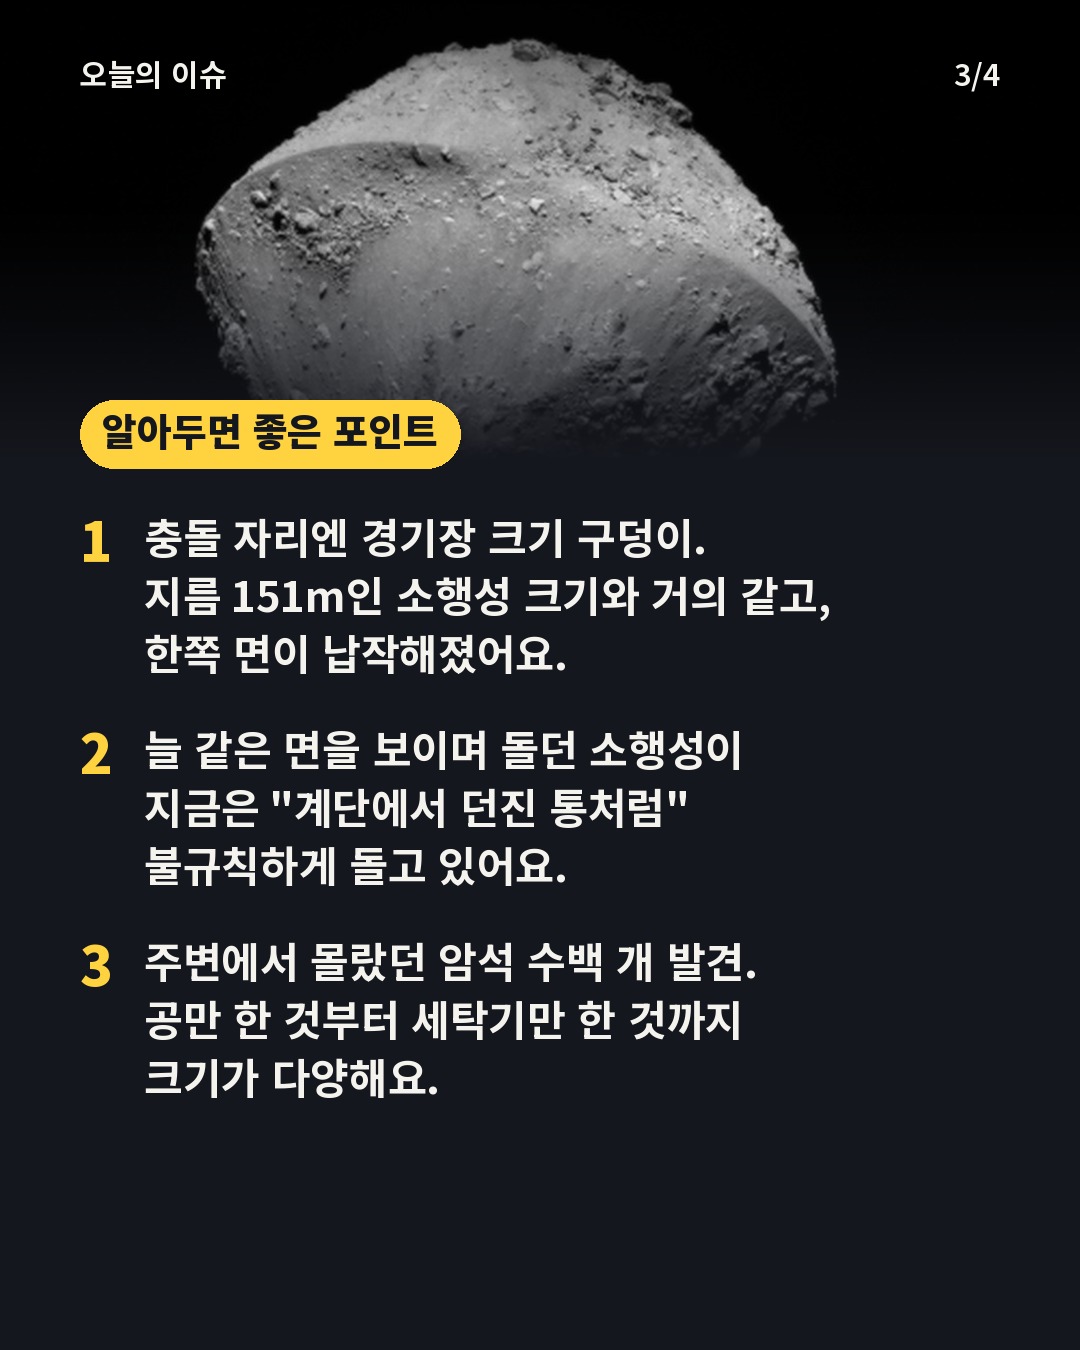 오늘의 이슈
3/4
알아두면 좋은 포인트
1 충돌 자리엔 경기장 크기 구덩이.
지름 151m인 소행성 크기와 거의 같고,
한쪽 면이 납작해졌어요.
2 늘 같은 면을 보이며 돌던 소행성이
지금은 "계단에서 던진 통처럼"
불규칙하게 돌고 있어요.
3 주변에서 몰랐던 암석 수백 개 발견.
공만 한 것부터 세탁기만 한 것까지
크기가 다양해요.